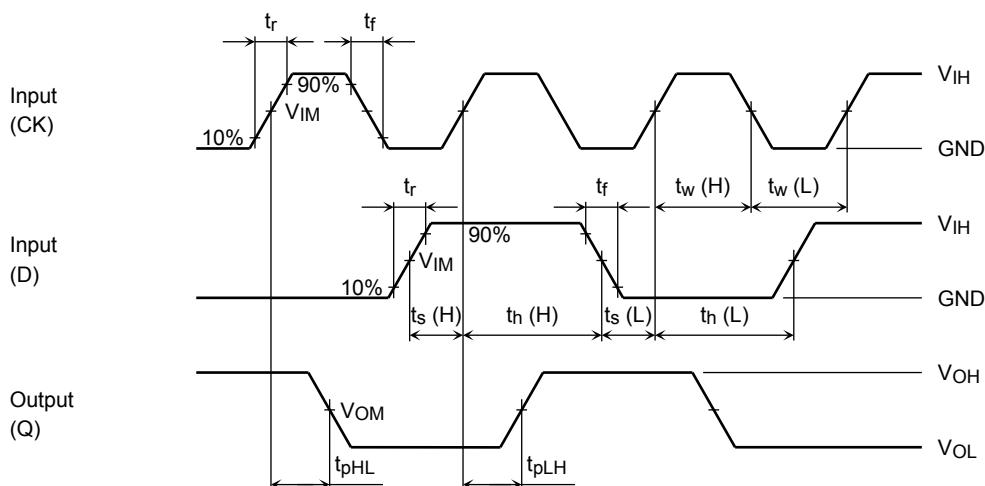 tr tf
Input
(CK)
90%
VIM
10%
VIH
GND
tr tf tw (H) tw (L)
Input
(D)
90%
VIM
10%
VIH
GND
ts (H) th (H) ts (L) th (L)
Output
(Q)
VOM
VOH
VOL
tpHL tpLH